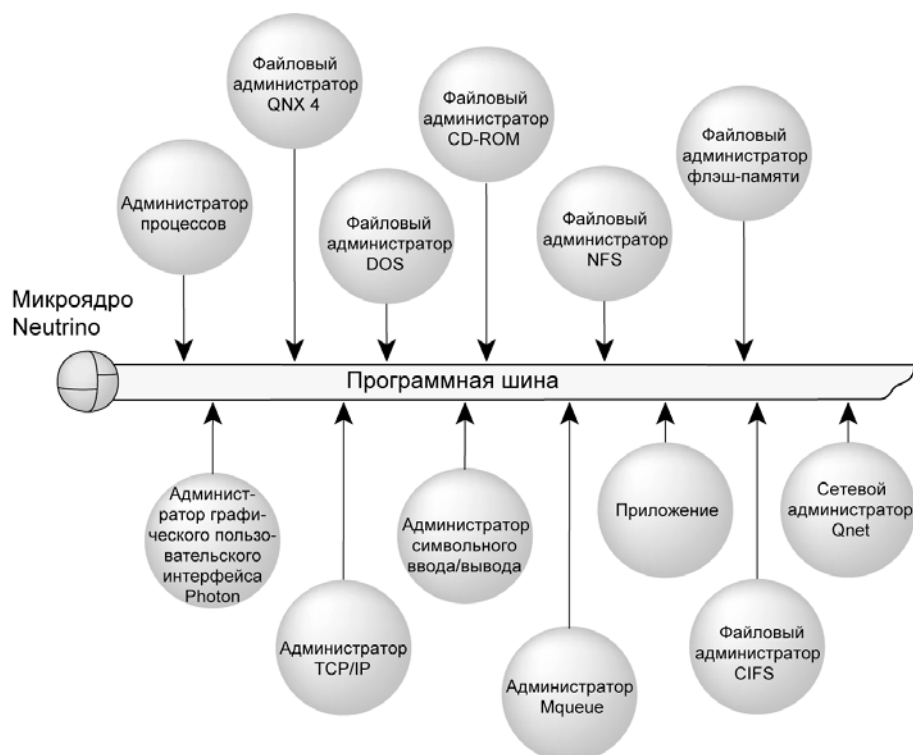 Файловый
администратор
QNX 4
Файловый
администратор
CD-ROM
Файловый
администратор
флэш-памяти
Администратор
процессов
Файловый
администратор
DOS
Файловый
администратор
NFS
Микроядро
Neutrino
Программная шина
Админист-
ратор графи-
ческого пользо-
вательского
интерфейса
Photon
Администратор
TCP/IP
Администратор
символьного
ввода/вывода
Администратор
Mqueue
Приложение
Файловый
администратор
CIFS
Сетевой
администратор
Qnet